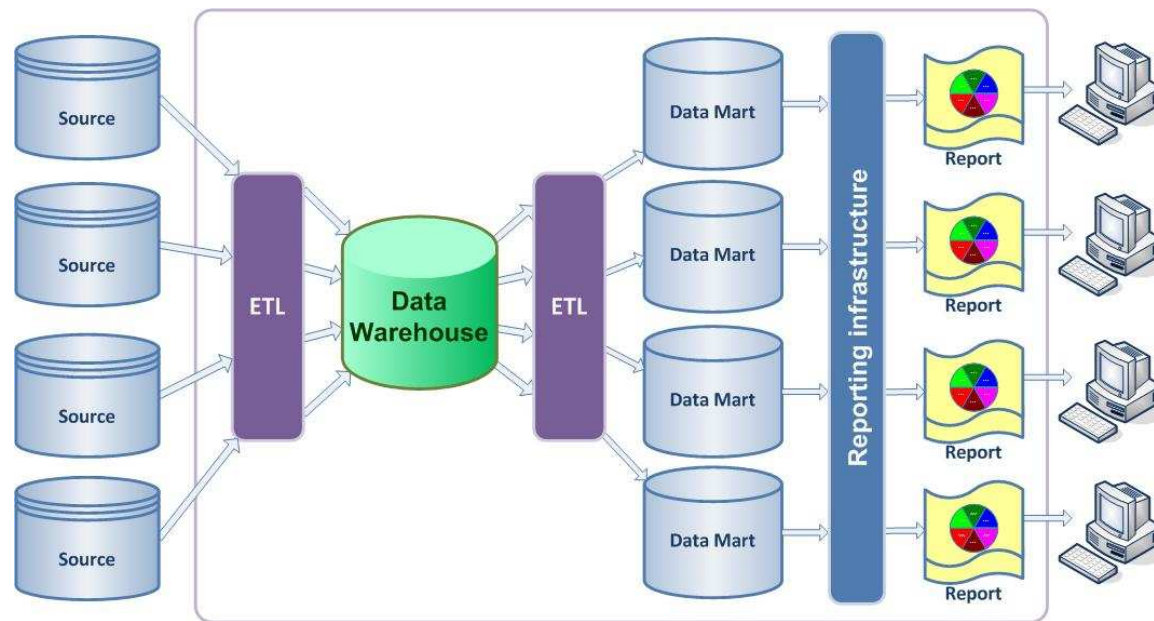 Source
Source
Source
Source
ETL
Data
Warehouse
ETL
Data Mart
Data Mart
Data Mart
Data Mart
Reporting infrastructure
Report
Report
Report
Report